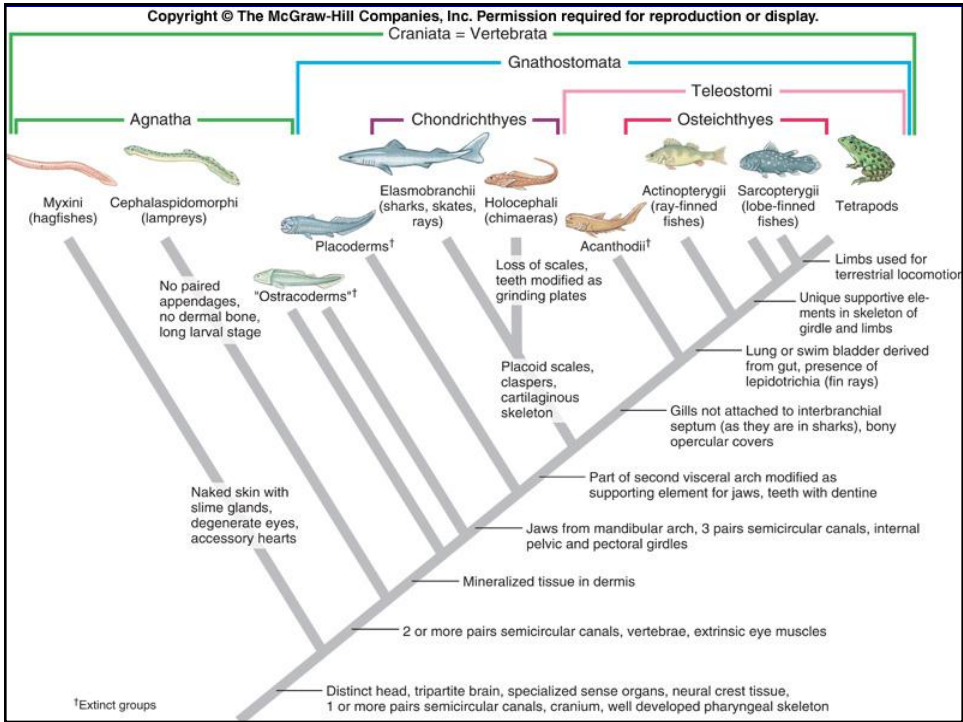 Copyright © The McGraw-Hill Companies, Inc. Permission required for reproduction or display.
Craniata = Vertebrata
Gnathostomata
Teleostomi
Agnatha
Chondrichthyes
Osteichthyes
Myxini
(hagfishes)
Cephalaspidomorphi
(lampreys)
Elasmobranchii
(sharks, skates,
rays)
Holocephali
(chimaeras)
Actinopterygii
(ray-finned
fishes)
Sarcopterygii
(lobe-finned
fishes)
Tetrapods
Placoderms†
Acanthodii†
"Ostracoderms"†
No paired
appendages,
no dermal bone,
long larval stage
Loss of scales,
teeth modified as
grinding plates
Limbs used for
terrestrial locomotion
Unique supportive ele-
ments in skeleton of
girdle and limbs
Placoid scales,
claspers,
cartilaginous
skeleton
Lung or swim bladder derived
from gut, presence of
lepidotrichia (fin rays)
Gills not attached to interbranchial
septum (as they are in sharks), bony
opercular covers
Part of second visceral arch modified as
supporting element for jaws, teeth with dentine
Naked skin with
slime glands,
degenerate eyes,
accessory hearts
Jaws from mandibular arch, 3 pairs semicircular canals, internal
pelvic and pectoral girdles
Mineralized tissue in dermis
2 or more pairs semicircular canals, vertebrae, extrinsic eye muscles
Distinct head, tripartite brain, specialized sense organs, neural crest tissue,
1 or more pairs semicircular canals, cranium, well developed pharyngeal skeleton
†Extinct groups